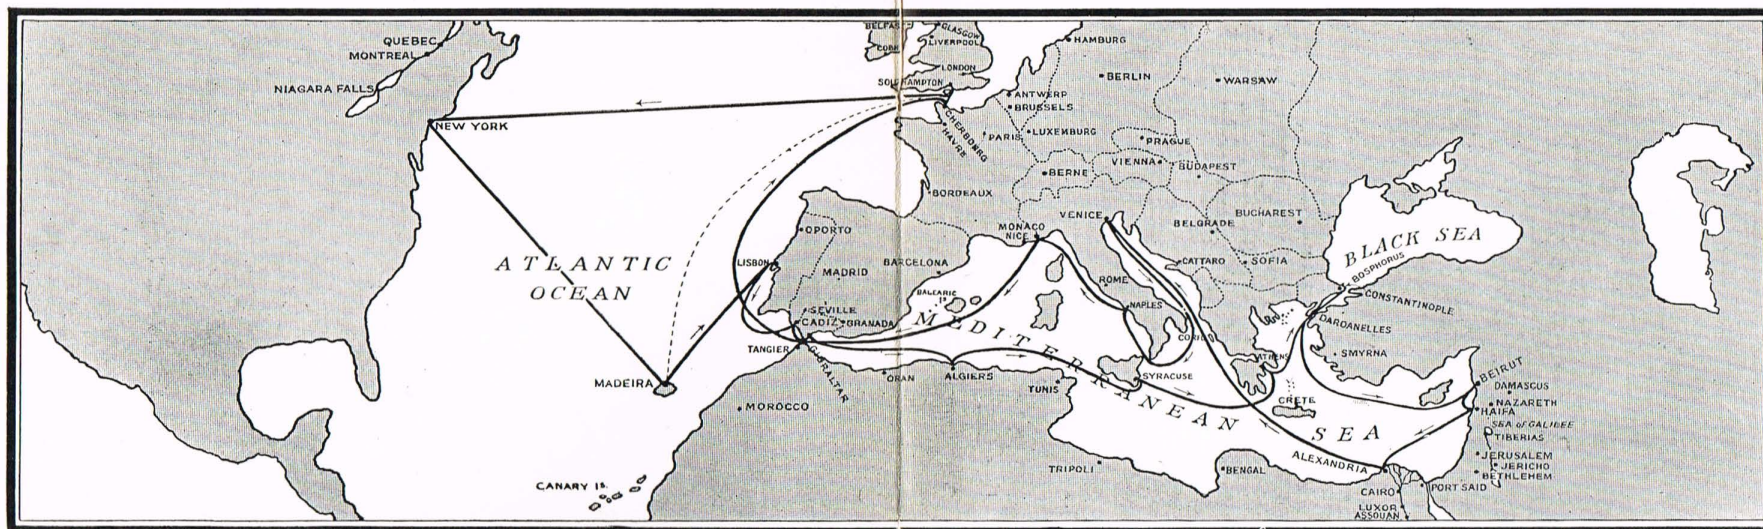 QUEBEC
MONTREAL
NIAGARA FALLS
NEW YORK
ATLANTIC
OCEAN
MADEIRA
CANARY Is.
GLASGOW
LIVERPOOL
LONDON
CHERBOURG
HAVRE
HAMBURG
BERLIN
WARSAW
ANTWERP
BRUSSELS
PARIS
LUXEMBURG
PRAGUE
VIENNA
BUDAPEST
BERNE
BORDEAUX
OPORTO
LISBON
MADRID
BARCELONA
BALEARIC
Is
SEVILLE
CADIZ
GRANADA
TANGIER
GIBRALTAR
MOROCCO
ORAN
ALGIERS
TUNIS
TRIPOLI
BENGAL
MONACO
NICE
VENICE
ROME
NAPLES
SYRACUSE
CATTARO
BELGRADE
BUCHAREST
SOFIA
BLACK SEA
BOSPHORUS
CONSTANTINOPLE
DARDANELLES
SMYRNA
ATHENS
CRETE
MEDITERRANEAN SEA
ALEXANDRIA
CAIRO
LUXOR
ASSOUAN
PORT SAID
BEIRUT
DAMASCUS
NAZARETH
HAIFA
SEA OF GALILEE
TIBERIAS
JERUSALEM
JERICHO
BETHLEHEM